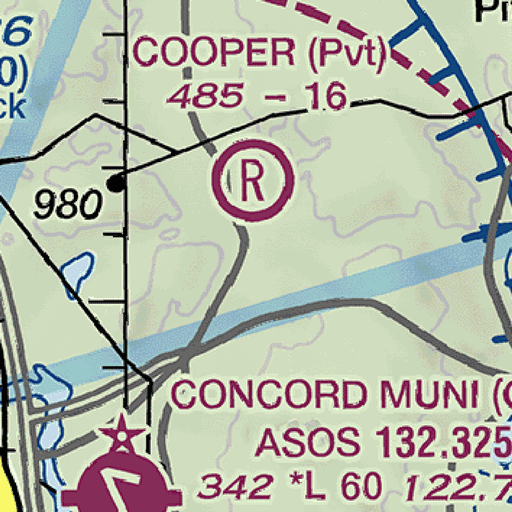 COOPER (Pvt)
485 - 16
R
980
CONCORD MUNI (
ASOS 132.325
342 *L 60 122.7